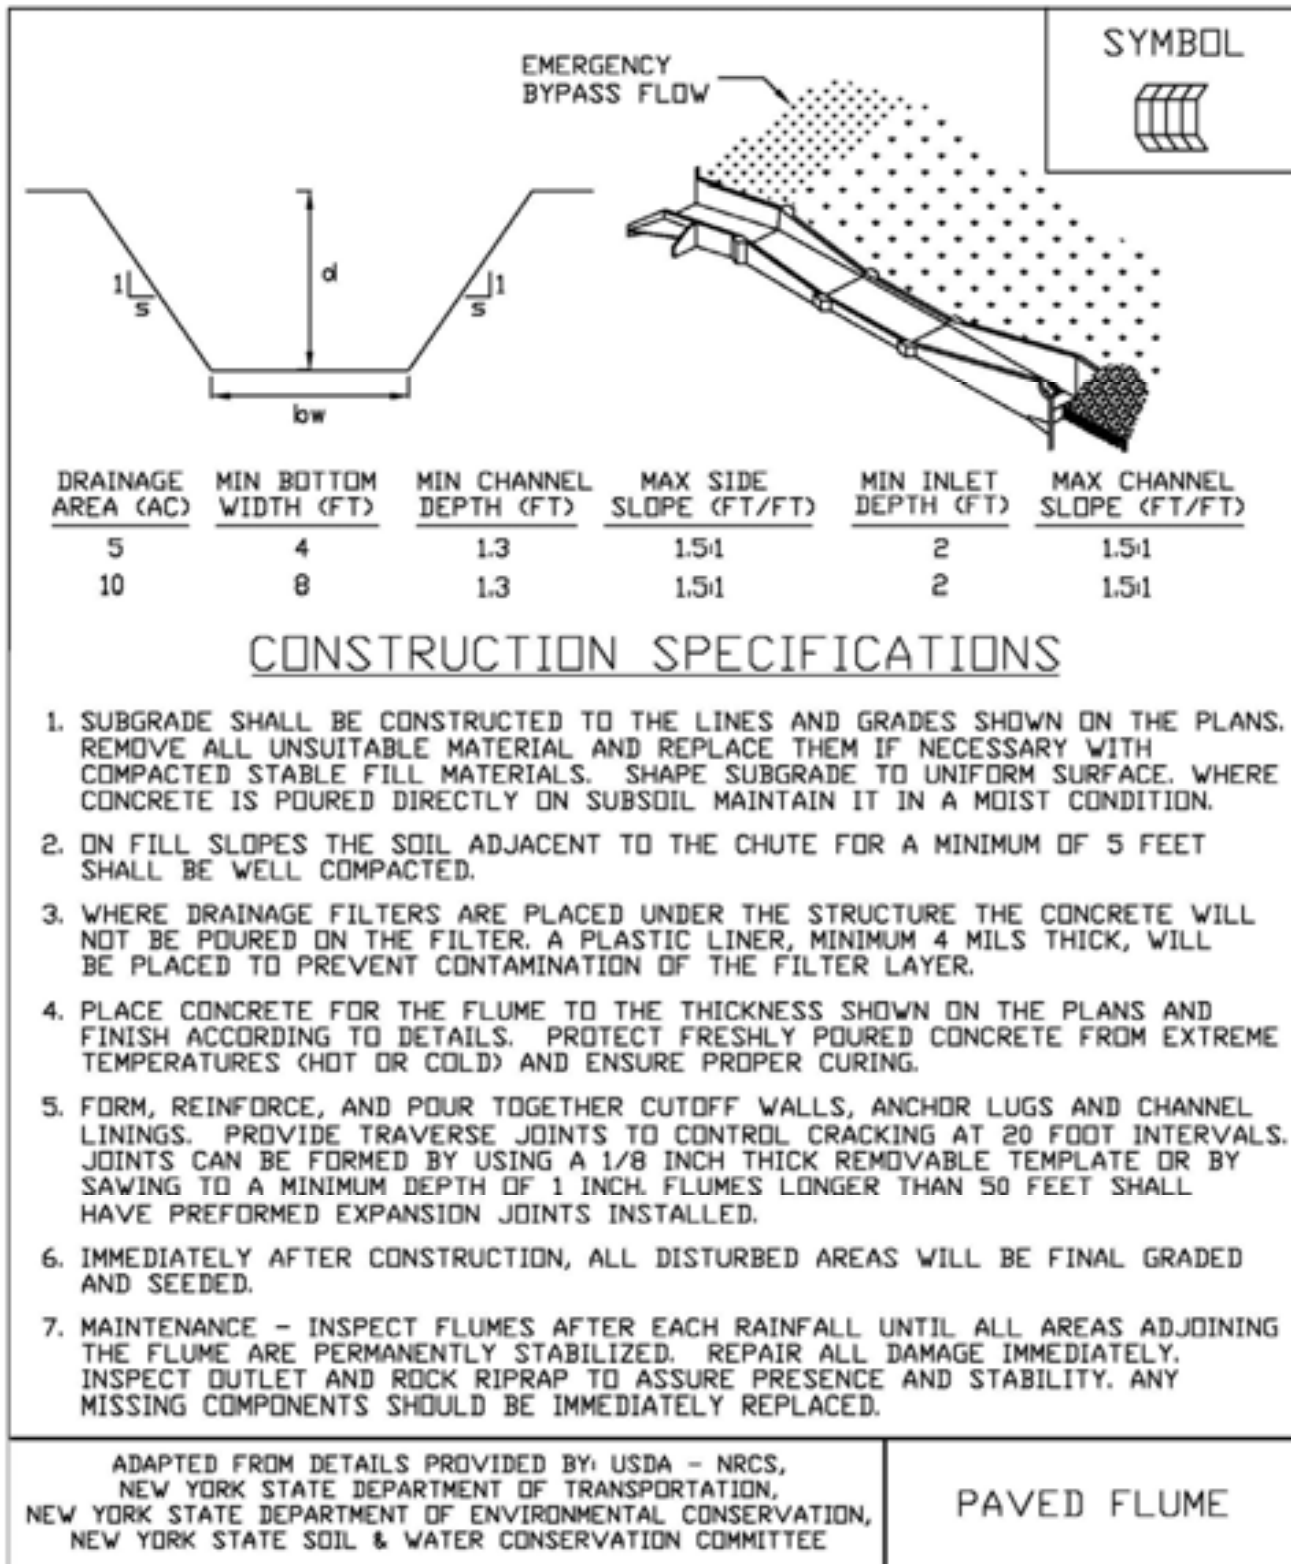 SYMBOL
EMERGENCY
BYPASS FLOW
1
s
d
1
s
bw
DRAINAGE AREA (AC) MIN BOTTOM WIDTH (FT) MIN CHANNEL DEPTH (FT) MAX SIDE SLOPE (FT/FT) MIN INLET DEPTH (FT) MAX CHANNEL SLOPE (FT/FT)
5 4 1.3 1.5:1 2 1.5:1
10 8 1.3 1.5:1 2 1.5:1
CONSTRUCTION SPECIFICATIONS
1. SUBGRADE SHALL BE CONSTRUCTED TO THE LINES AND GRADES SHOWN ON THE PLANS.
REMOVE ALL UNSUITABLE MATERIAL AND REPLACE THEM IF NECESSARY WITH
COMPACTED STABLE FILL MATERIALS. SHAPE SUBGRADE TO UNIFORM SURFACE. WHERE
CONCRETE IS POURED DIRECTLY ON SUBSOIL MAINTAIN IT IN A MOIST CONDITION.
2. ON FILL SLOPES THE SOIL ADJACENT TO THE CHUTE FOR A MINIMUM OF 5 FEET
SHALL BE WELL COMPACTED.
3. WHERE DRAINAGE FILTERS ARE PLACED UNDER THE STRUCTURE THE CONCRETE WILL
NOT BE POURED ON THE FILTER. A PLASTIC LINER, MINIMUM 4 MILS THICK, WILL
BE PLACED TO PREVENT CONTAMINATION OF THE FILTER LAYER.
4. PLACE CONCRETE FOR THE FLUME TO THE THICKNESS SHOWN ON THE PLANS AND
FINISH ACCORDING TO DETAILS. PROTECT FRESHLY POURED CONCRETE FROM EXTREME
TEMPERATURES (HOT OR COLD) AND ENSURE PROPER CURING.
5. FORM, REINFORCE, AND POUR TOGETHER CUTOFF WALLS, ANCHOR LUGS AND CHANNEL
LININGS. PROVIDE TRAVERSE JOINTS TO CONTROL CRACKING AT 20 FOOT INTERVALS.
JOINTS CAN BE FORMED BY USING A 1/8 INCH THICK REMOVABLE TEMPLATE OR BY
SAWING TO A MINIMUM DEPTH OF 1 INCH. FLUMES LONGER THAN 50 FEET SHALL
HAVE PREFORMED EXPANSION JOINTS INSTALLED.
6. IMMEDIATELY AFTER CONSTRUCTION, ALL DISTURBED AREAS WILL BE FINAL GRADED
AND SEEDED.
7. MAINTENANCE - INSPECT FLUMES AFTER EACH RAINFALL UNTIL ALL AREAS ADJOINING
THE FLUME ARE PERMANENTLY STABILIZED. REPAIR ALL DAMAGE IMMEDIATELY.
INSPECT OUTLET AND ROCK RIPRAP TO ASSURE PRESENCE AND STABILITY. ANY
MISSING COMPONENTS SHOULD BE IMMEDIATELY REPLACED.
ADAPTED FROM DETAILS PROVIDED BY: USDA - NRCS,
NEW YORK STATE DEPARTMENT OF TRANSPORTATION,
NEW YORK STATE DEPARTMENT OF ENVIRONMENTAL CONSERVATION,
NEW YORK STATE SOIL & WATER CONSERVATION COMMITTEE
PAVED FLUME